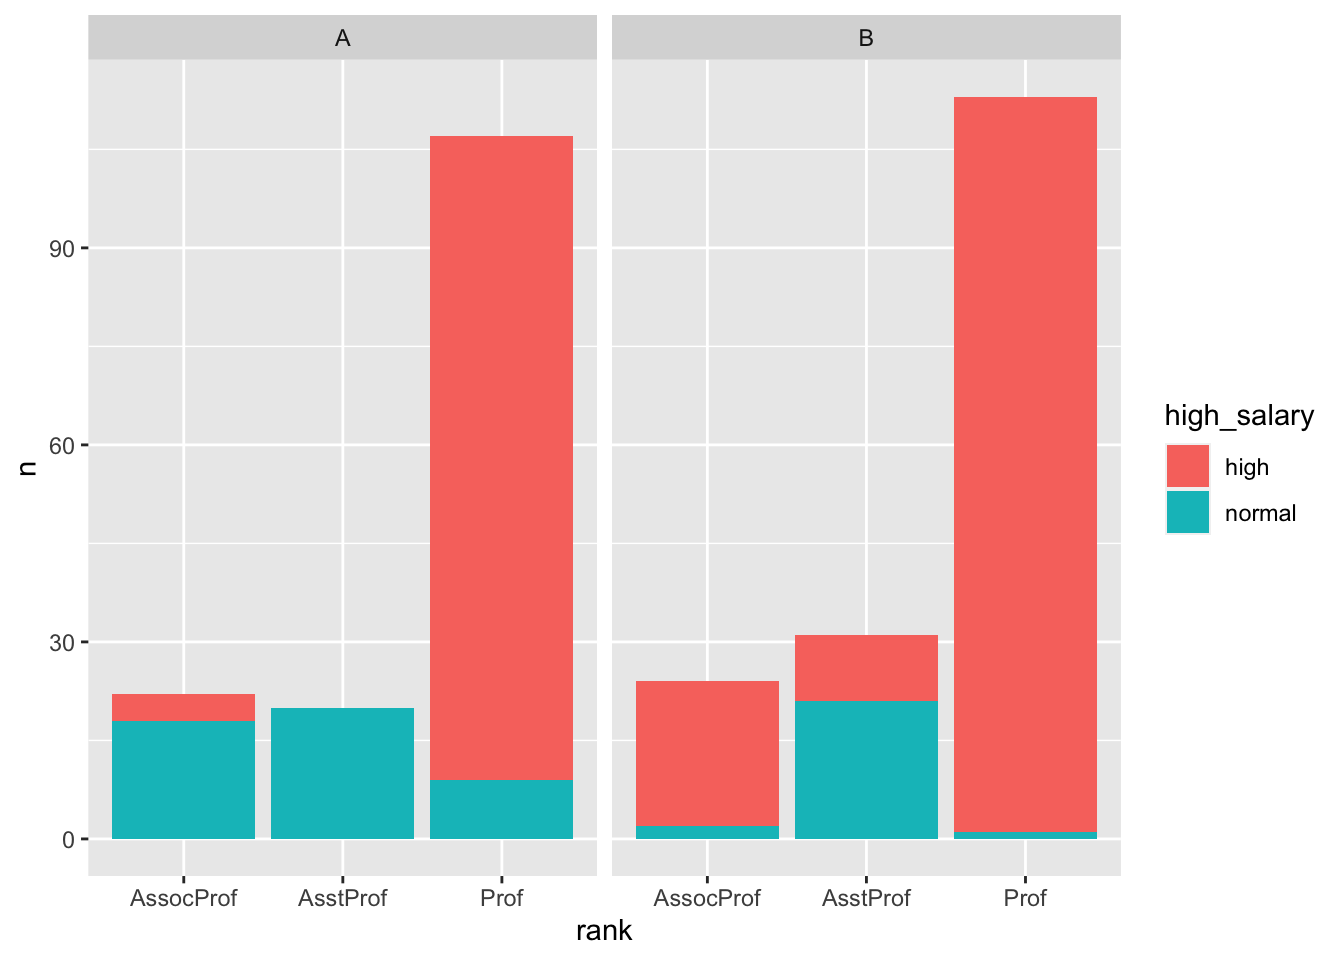 A
B
90
60
30
0
n
AssocProf
AsstProf
Prof
AssocProf
AsstProf
Prof
rank
high_salary
high
normal